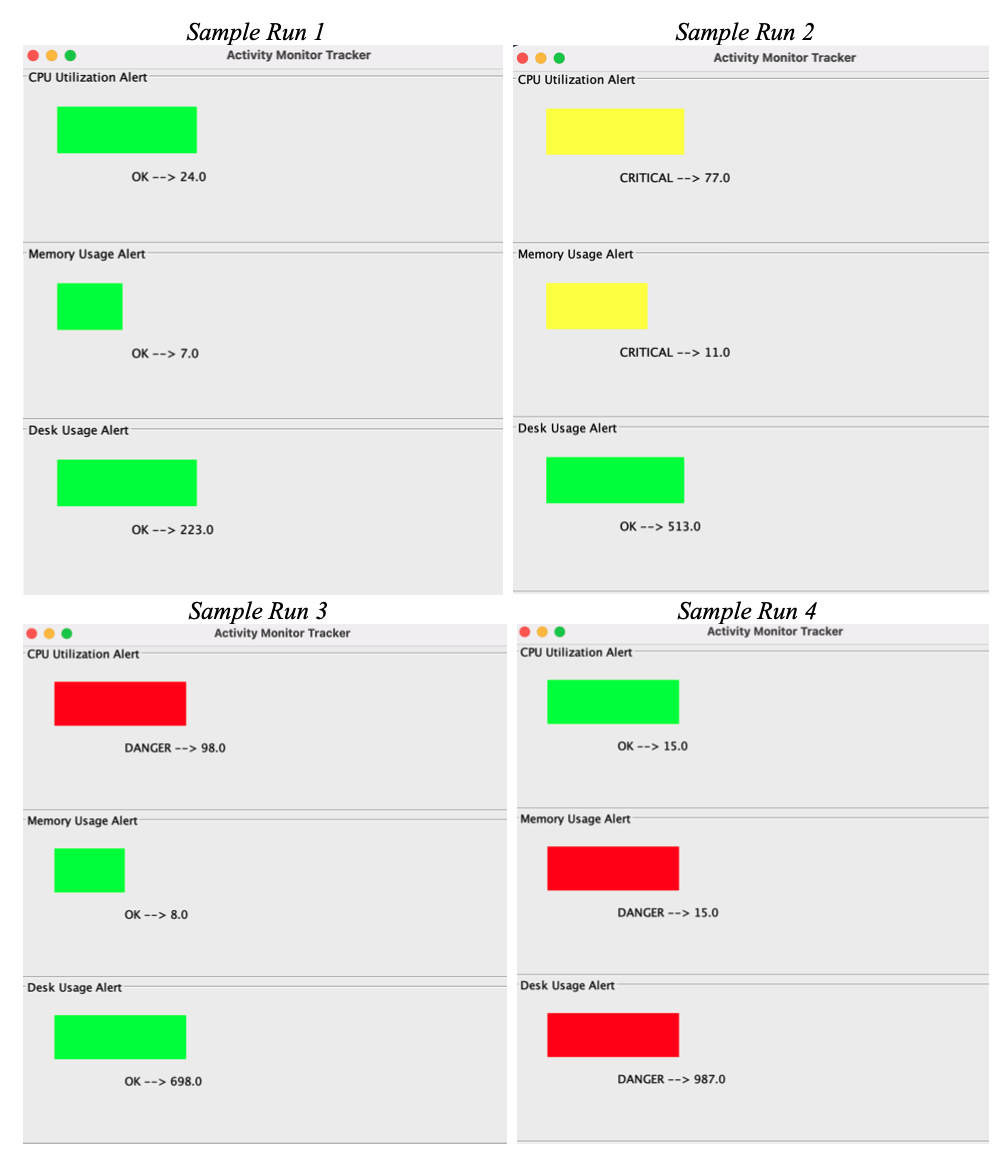 Sample Run 1
Activity Monitor Tracker
CPU Utilization Alert
OK --> 24.0
Memory Usage Alert
OK --> 7.0
Desk Usage Alert
OK --> 223.0
Sample Run 2
Activity Monitor Tracker
CPU Utilization Alert
CRITICAL --> 77.0
Memory Usage Alert
CRITICAL --> 11.0
Desk Usage Alert
OK --> 513.0
Sample Run 3
Activity Monitor Tracker
CPU Utilization Alert
DANGER --> 98.0
Memory Usage Alert
OK --> 8.0
Desk Usage Alert
OK --> 698.0
Sample Run 4
Activity Monitor Tracker
CPU Utilization Alert
OK --> 15.0
Memory Usage Alert
DANGER --> 15.0
Desk Usage Alert
DANGER --> 987.0